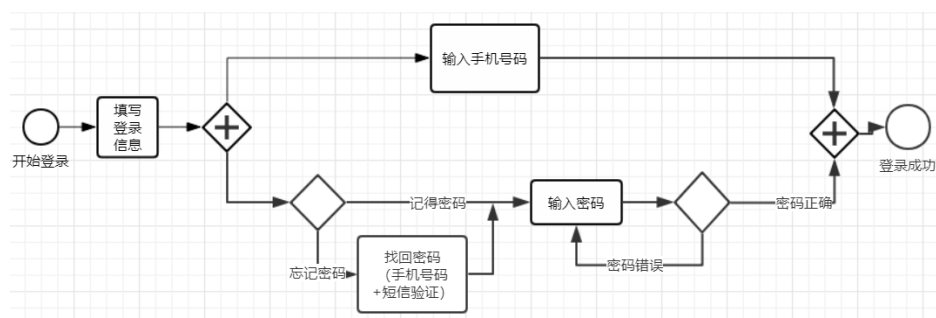 输入手机号码
填写
登录
信息
开始登录
登录成功
记得密码
输入密码
密码正确
忘记密码
找回密码
（手机号码
+短信验证）
密码错误